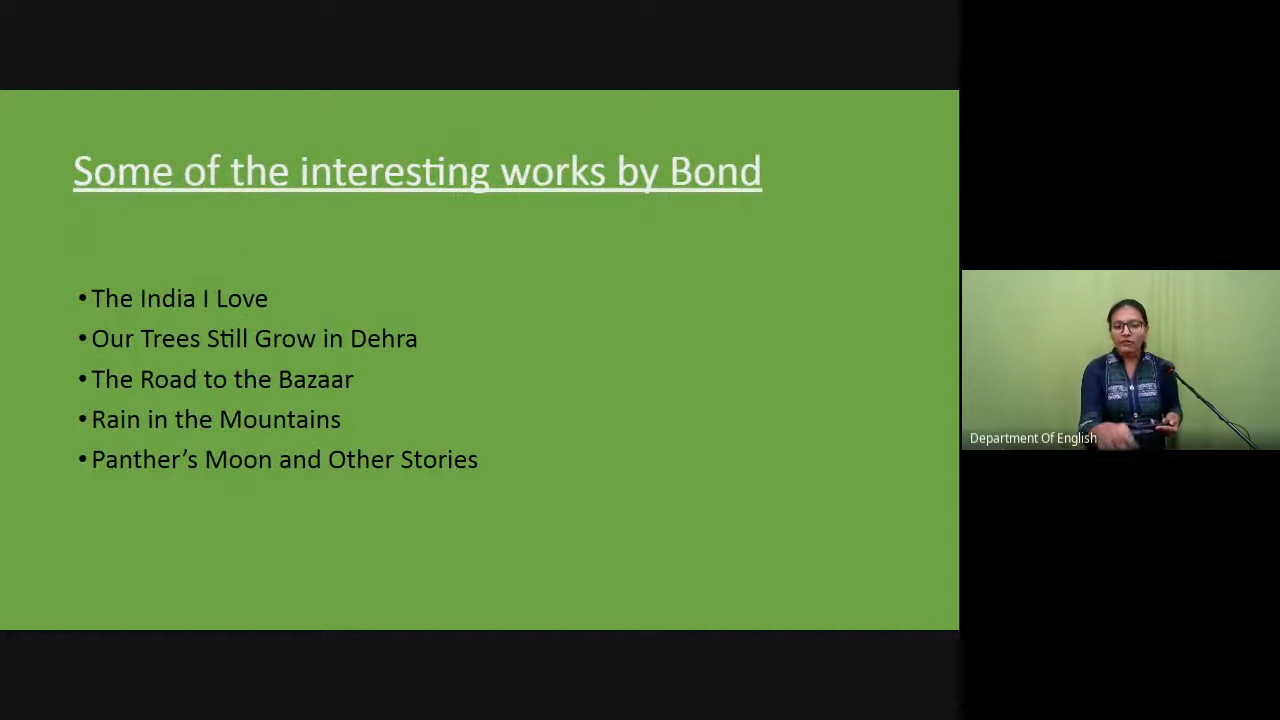 Some of the interesting works by Bond
•The India I Love
•Our Trees Still Grow in Dehra
•The Road to the Bazaar
•Rain in the Mountains
•Panther’s Moon and Other Stories
Department Of English